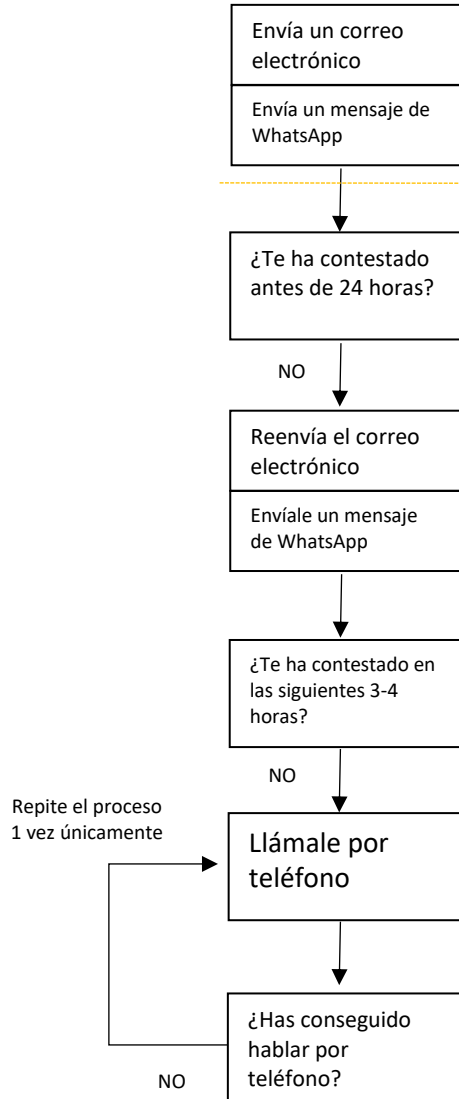 Envía un correo
electrónico
Envía un mensaje de
WhatsApp
¿Te ha contestado
antes de 24 horas?
NO
Reenvía el correo
electrónico
Envíale un mensaje
de WhatsApp
¿Te ha contestado en
las siguientes 3-4
horas?
NO
Repite el proceso
1 vez únicamente
Llámale por
teléfono
¿Has conseguido
hablar por
teléfono?
NO